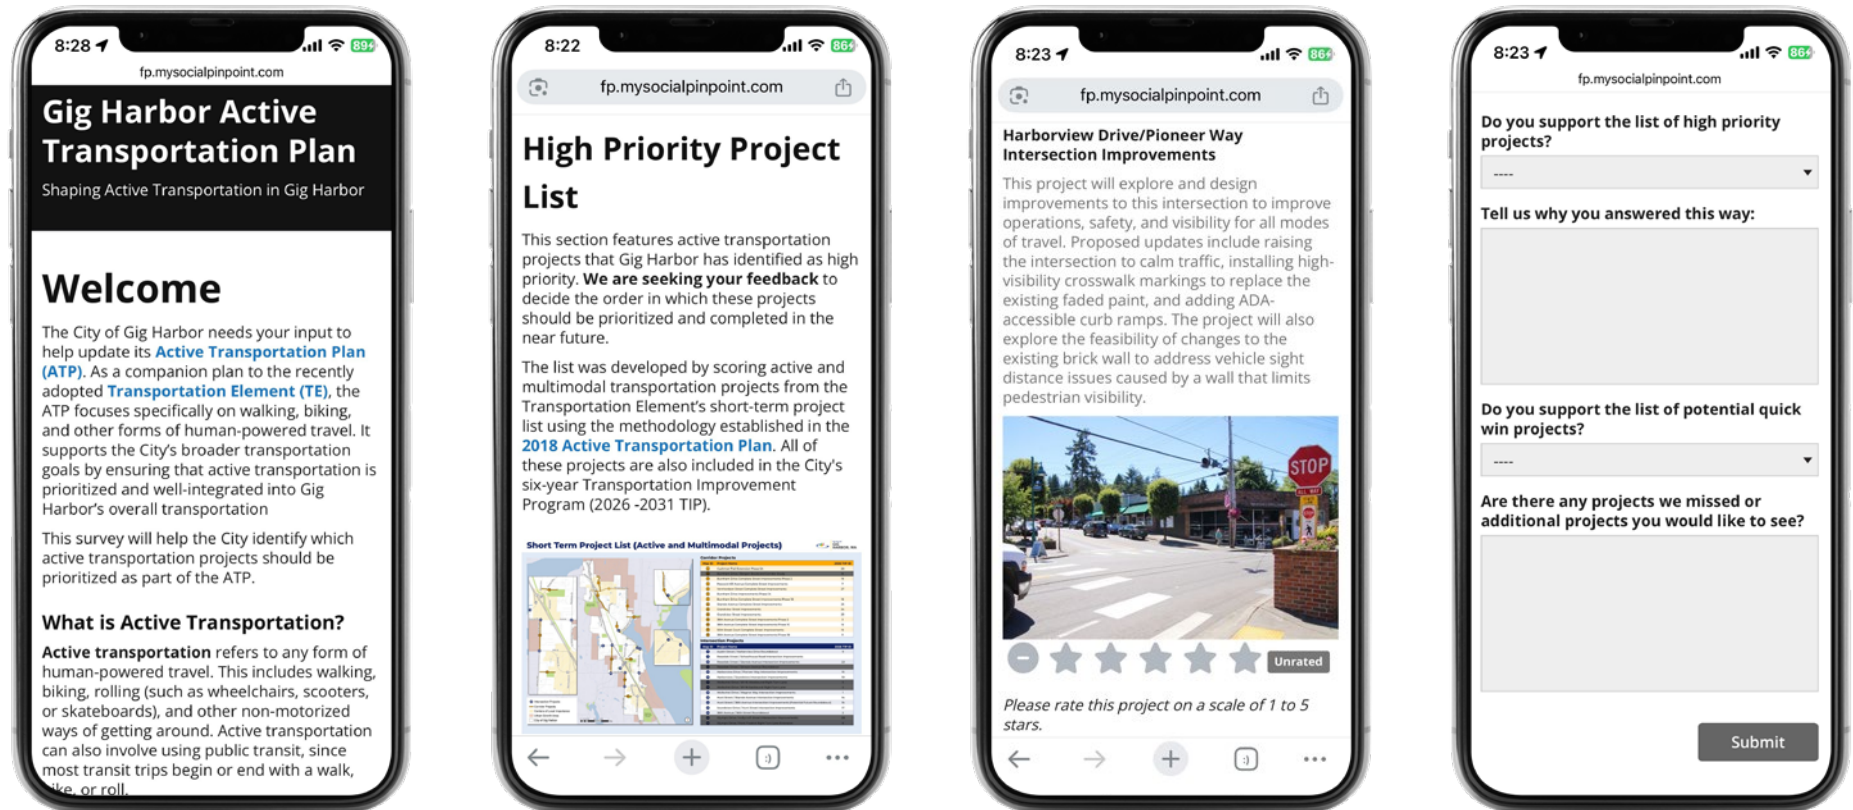 8:28
89
fp.mysocialpinpoint.com
Gig Harbor Active
Transportation Plan
Shaping Active Transportation in Gig Harbor
Welcome
The City of Gig Harbor needs your input to
help update its Active Transportation Plan
(ATP). As a companion plan to the recently
adopted Transportation Element (TE), the
ATP focuses specifically on walking, biking,
and other forms of human-powered travel. It
supports the City's broader transportation
goals by ensuring that active transportation is
prioritized and well-integrated into Gig
Harbor's overall transportation
This survey will help the City identify which
active transportation projects should be
prioritized as part of the ATP.
What is Active Transportation?
Active transportation refers to any form of
human-powered travel. This includes walking,
biking, rolling (such as wheelchairs, scooters,
or skateboards), and other non-motorized
ways of getting around. Active transportation
can also involve using public transit, since
most transit trips begin or end with a walk,
bike, or roll.
8:22
86
fp.mysocialpinpoint.com
High Priority Project
List
This section features active transportation
projects that Gig Harbor has identified as high
priority. We are seeking your feedback to
decide the order in which these projects
should be prioritized and completed in the
near future.
The list was developed by scoring active and
multimodal transportation projects from the
Transportation Element's short-term project
list using the methodology established in the
2018 Active Transportation Plan. All of
these projects are also included in the City's
six-year Transportation Improvement
Program (2026 -2031 TIP).
Short Term Project List (Active and Multimodal Projects)
Corridor Projects
Intersection Projects
:)
8:23
86
fp.mysocialpinpoint.com
Harborview Drive/Pioneer Way
Intersection Improvements
This project will explore and design
improvements to this intersection to improve
operations, safety, and visibility for all modes
of travel. Proposed updates include raising
the intersection to calm traffic, installing high-
visibility crosswalk markings to replace the
existing faded paint, and adding ADA-
accessible curb ramps. The project will also
explore the feasibility of changes to the
existing brick wall to address vehicle sight
distance issues caused by a wall that limits
pedestrian visibility.
STOP
ALL WAY
Unrated
Please rate this project on a scale of 1 to 5
stars.
:)
8:23
86
fp.mysocialpinpoint.com
Do you support the list of high priority
projects?
----
Tell us why you answered this way:
Do you support the list of potential quick
win projects?
----
Are there any projects we missed or
additional projects you would like to see?
Submit